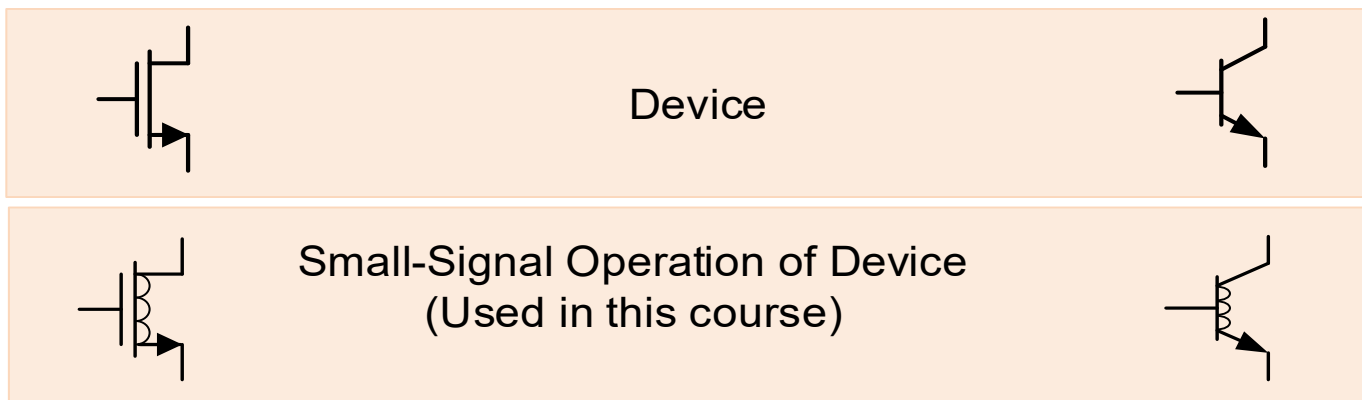 Device
Small-Signal Operation of Device
(Used in this course)